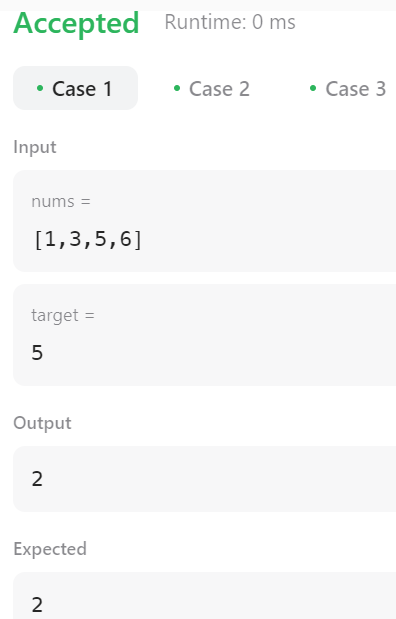 Accepted Runtime: 0 ms
• Case 1 • Case 2 • Case 3
Input
nums =
[1,3,5,6]
target =
5
Output
2
Expected
2